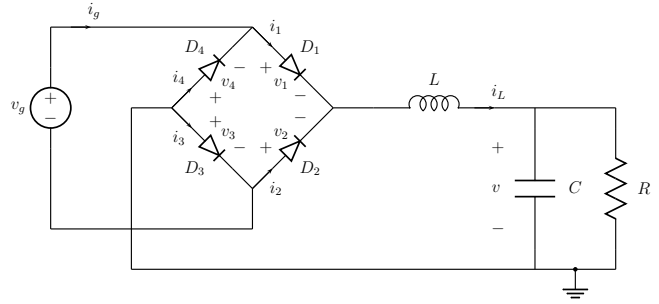 i_g
i_1
D_4
D_1
+
−
v_g
−
+
i_4
v_4
v_1
L
i_L
+
−
+
−
i_3
v_3
v_2
+
−
+
D_3
D_2
i_2
v
C
R
−